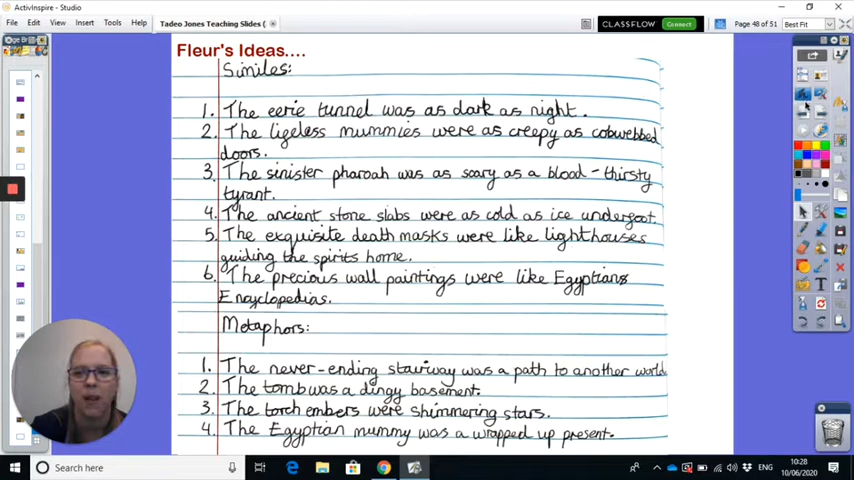 ActivInspire - Studio
File Edit View Insert Tools Help
Tadeo Jones Teaching Slides (
CLASSFLOW Connect
Page 48 of 51
Best Fit
Fleur's Ideas....
Similes:
1. The eerie tunnel was as dark as night.
2. The ligeless mummies were as creepy as cobwebbed
doors.
3. The sinister pharoah was as scary as a blood-thirsty
tyrant.
4. The ancient stone slabs were as cold as ice undergoot.
5. The exquisite death masks were like lighthouses
guiding the spirits home.
6. The precious wall paintings were like Egyptians
Encyclopedias.
Metaphors:
1. The never-ending stairway was a path to another world.
2. The tomb was a dingy basement.
3. The torch embers were shimmering stars.
4. The Egyptian mummy was a wrapped up present.
Search here
ENG
10:28
10/06/2020